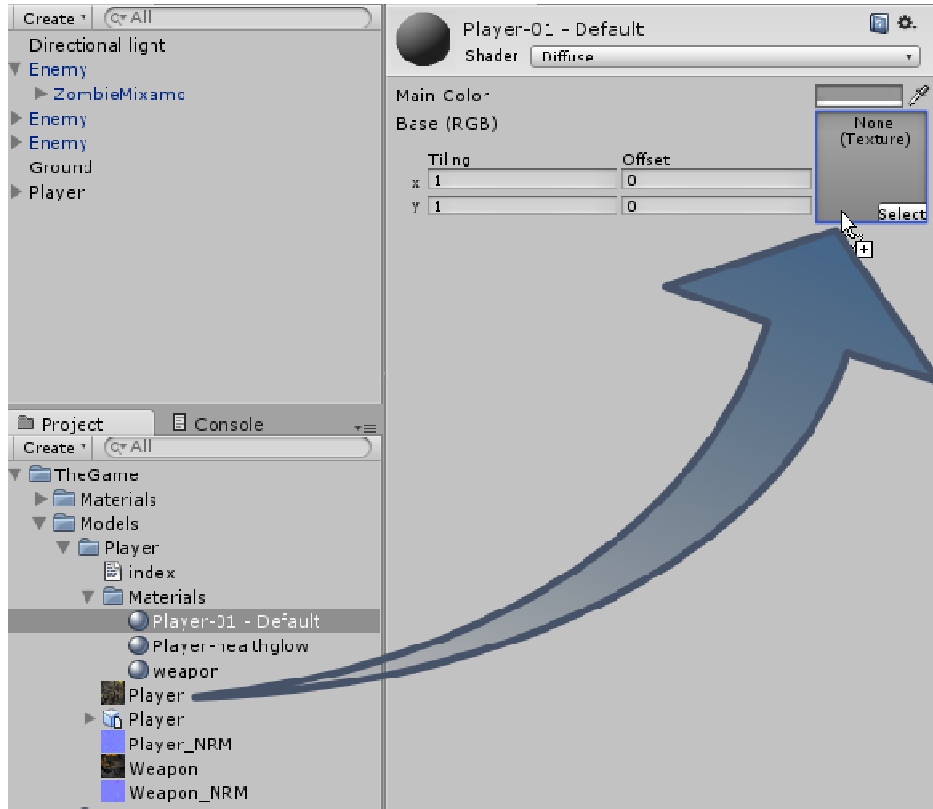 Create
All
Directional light
Enemy
ZombieMixamo
Enemy
Enemy
Ground
Player
Project
Console
Create
All
TheGame
Materials
Models
Player
index
Materials
Player-01 - Default
Player-healthglow
weapon
Player
Player
Player_NRM
Weapon
Weapon_NRM
Player-01 - Default
Shader Diffuse
Main Color
Base (RGB)
None
(Texture)
Tiling Offset
x 1 0
y 1 0
Select